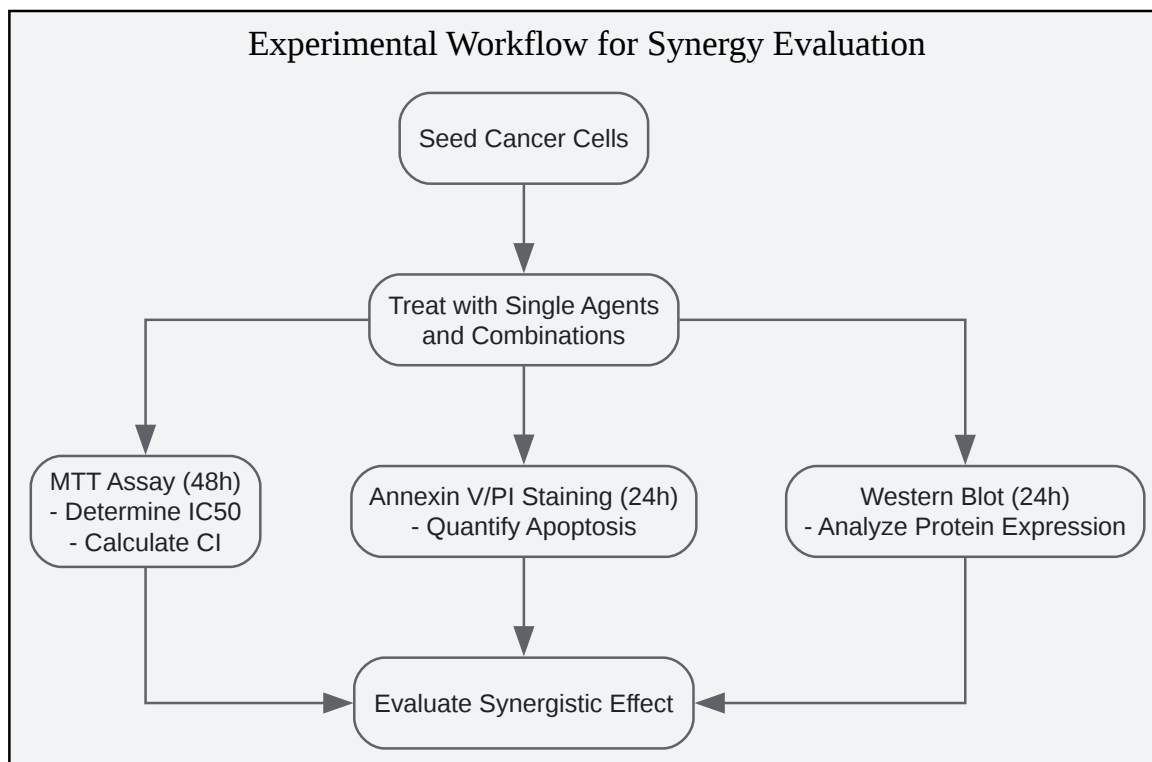 Experimental Workflow for Synergy Evaluation
Seed Cancer Cells
Treat with Single Agents
and Combinations
MTT Assay (48h)
- Determine IC50
- Calculate CI
Annexin V/PI Staining (24h)
- Quantify Apoptosis
Western Blot (24h)
- Analyze Protein Expression
Evaluate Synergistic Effect